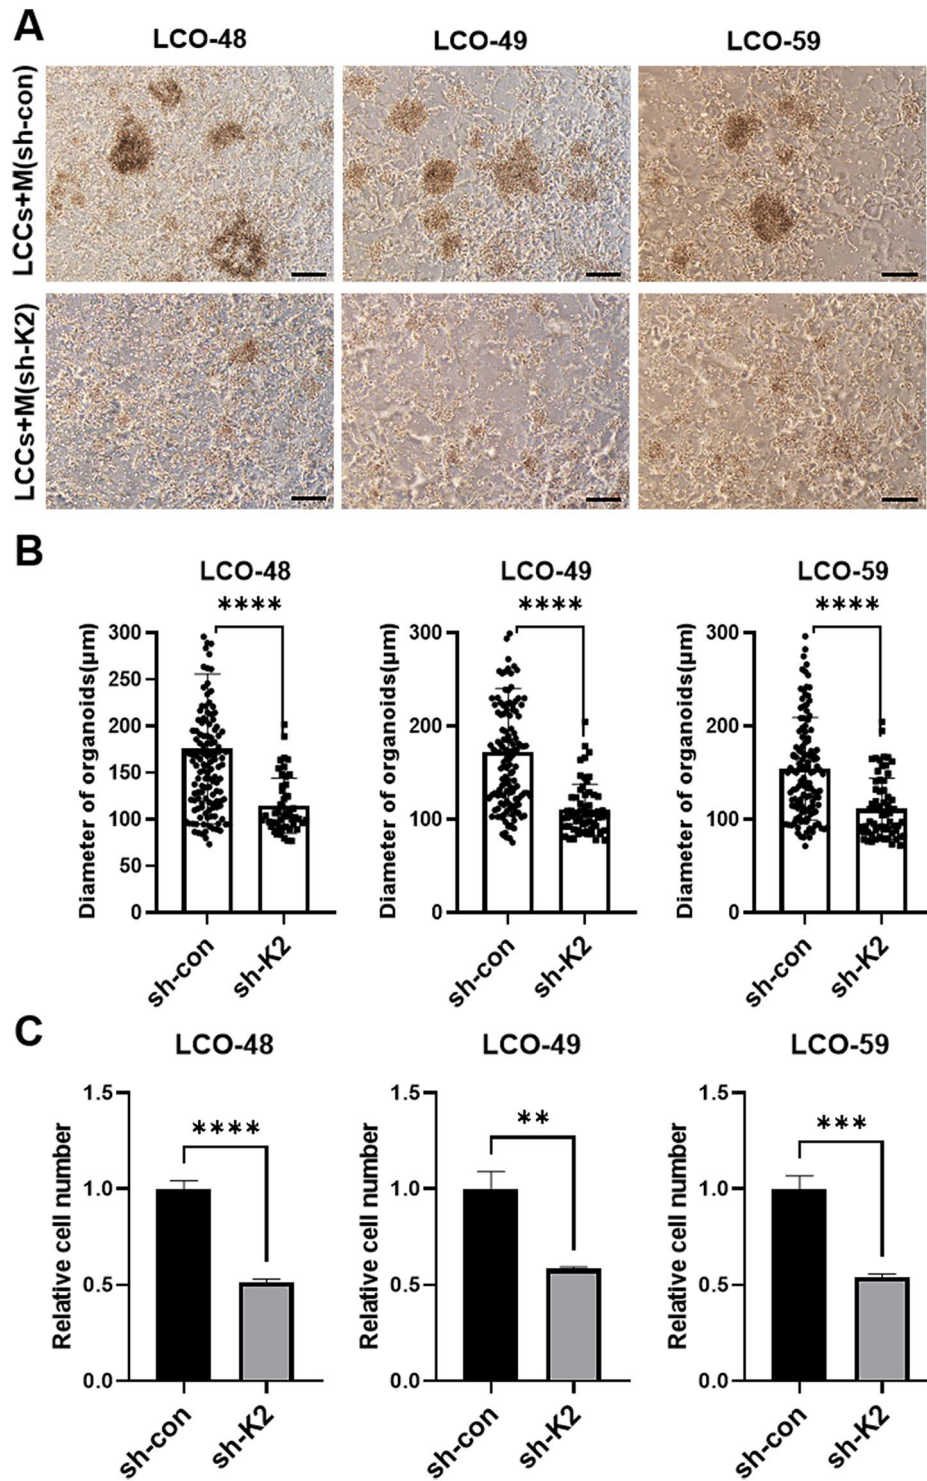 A
LCO-48 LCO-49 LCO-59
LCCs+M(sh-con)
LCCs+M(sh-K2)
B
LCO-48 LCO-49 LCO-59
**** **** ****
Diameter of organoids(μm)
300
250
200
150
100
50
0
sh-con sh-K2
Diameter of organoids(μm)
300
200
100
0
sh-con sh-K2
Diameter of organoids(μm)
300
200
100
0
sh-con sh-K2
C
LCO-48 LCO-49 LCO-59
**** ** ***
Relative cell number
1.5
1.0
0.5
0.0
sh-con sh-K2
Relative cell number
1.5
1.0
0.5
0.0
sh-con sh-K2
Relative cell number
1.5
1.0
0.5
0.0
sh-con sh-K2